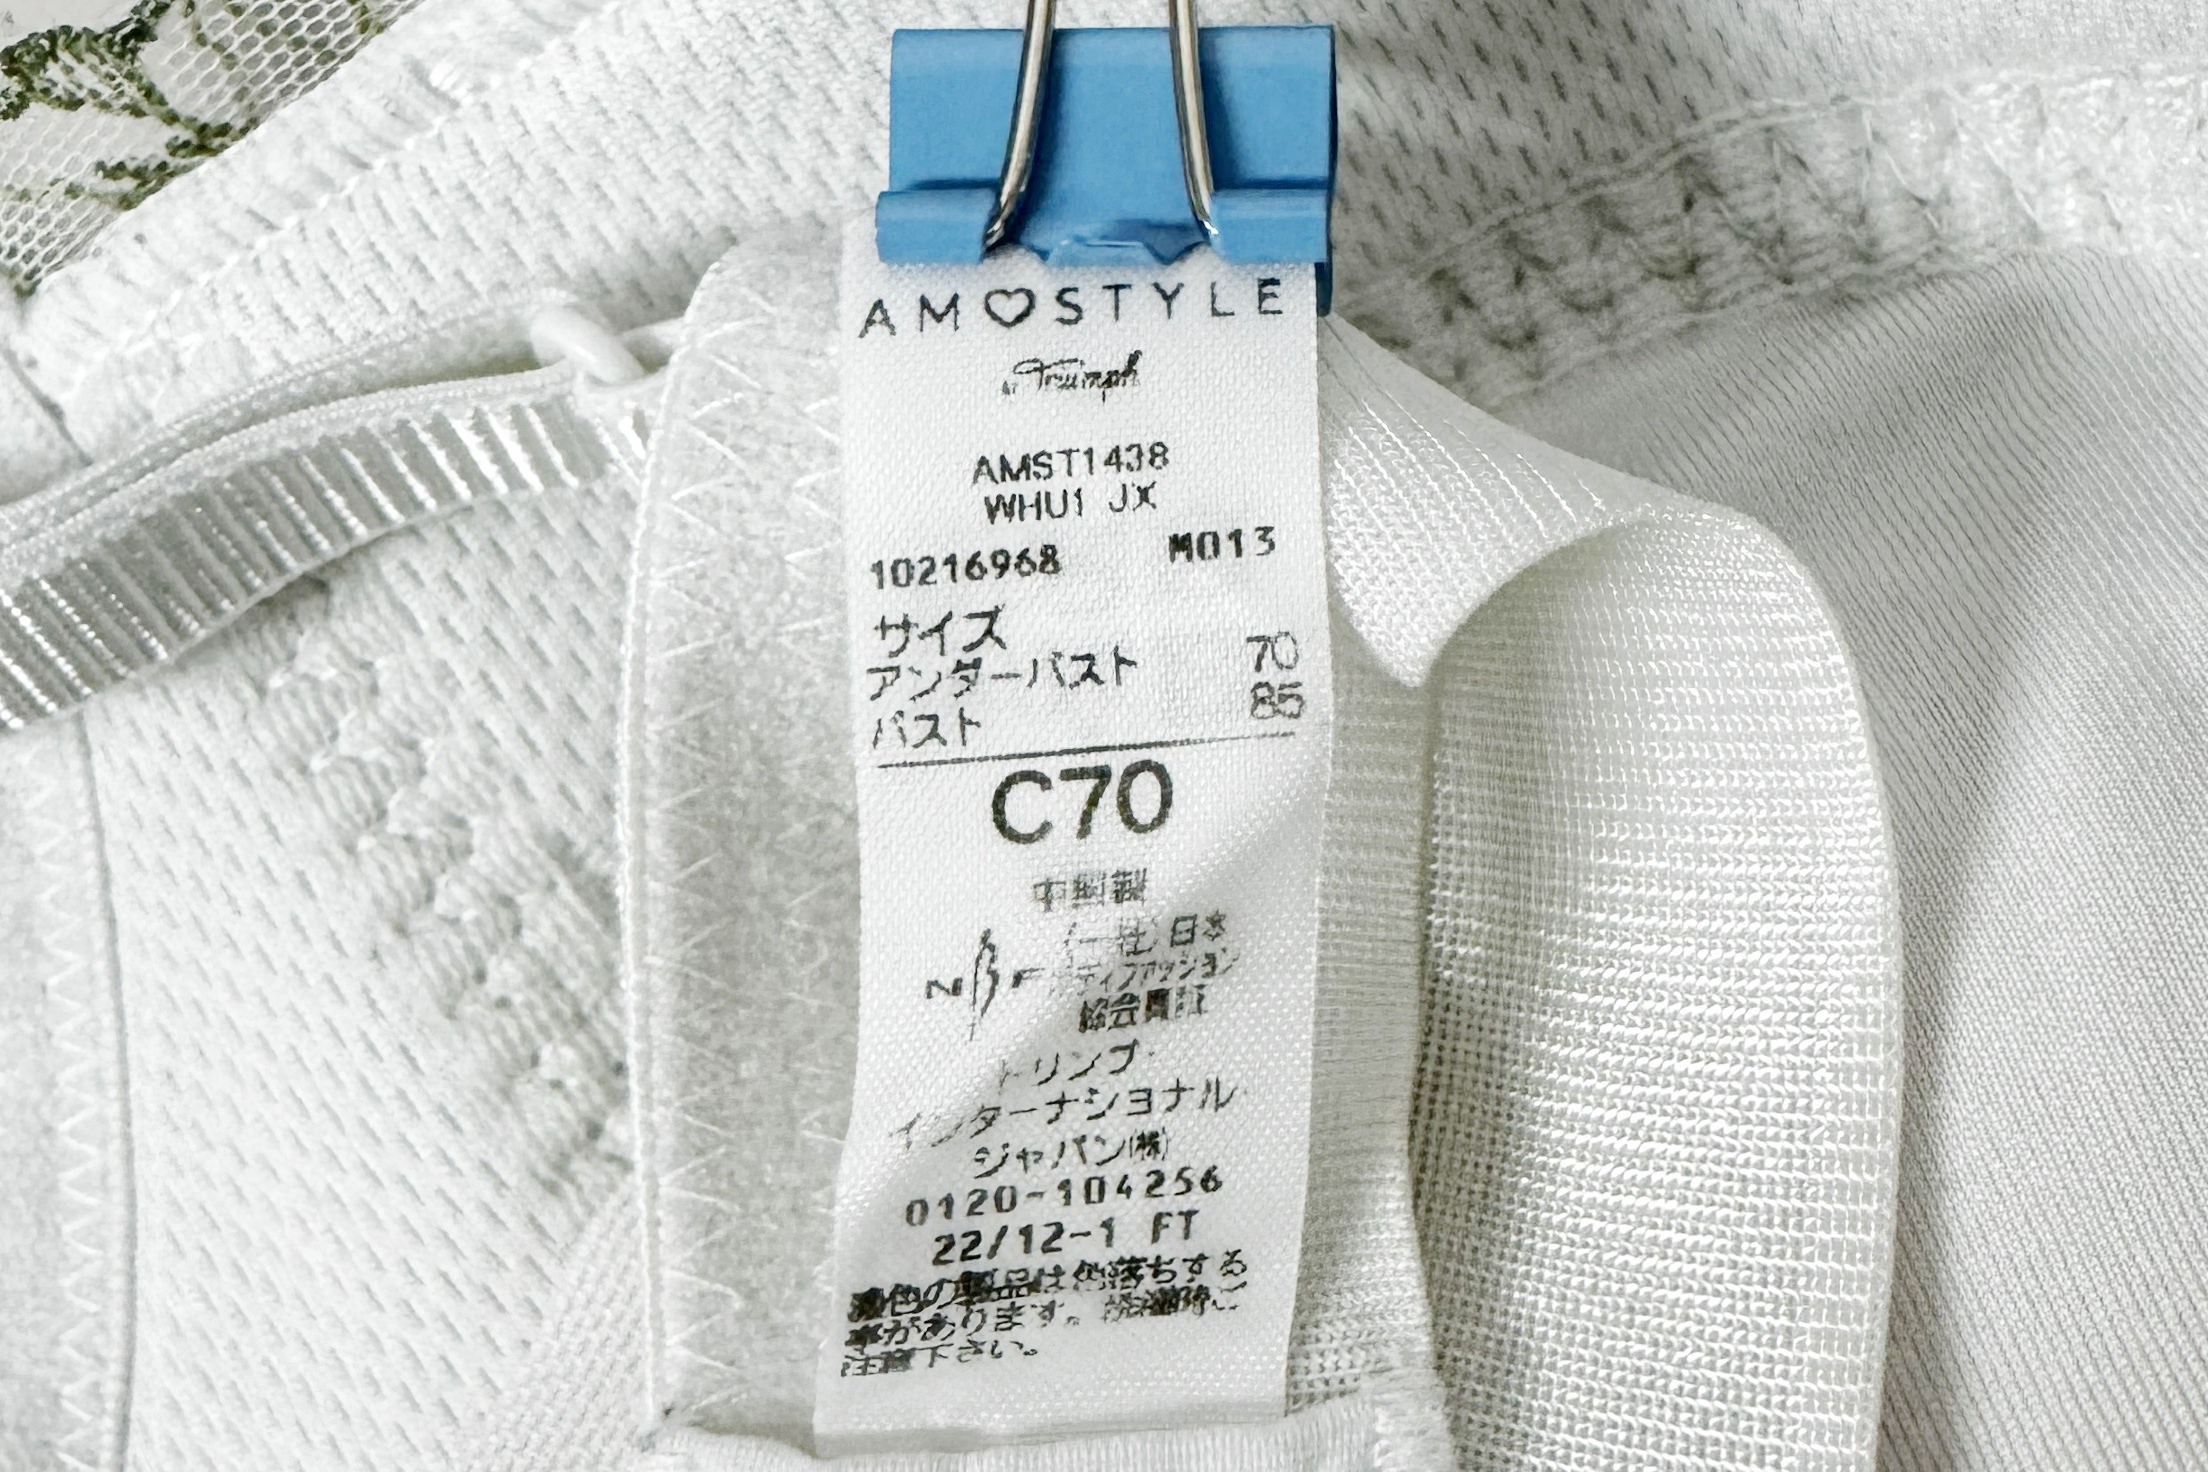 AMOSTYLE
by Triumph
AMST1438
WHU1 JX
10216968 M013
サイズ
アンダーバスト 70
バスト 85
C70
中国製
NBF (一社)日本
ボディファッション
協会会員証
トリンプ
インターナショナル
ジャパン㈱
0120-104256
22/12-1 FT
濃色の製品は色落ちする
事があります。洗濯時ご
注意下さい。